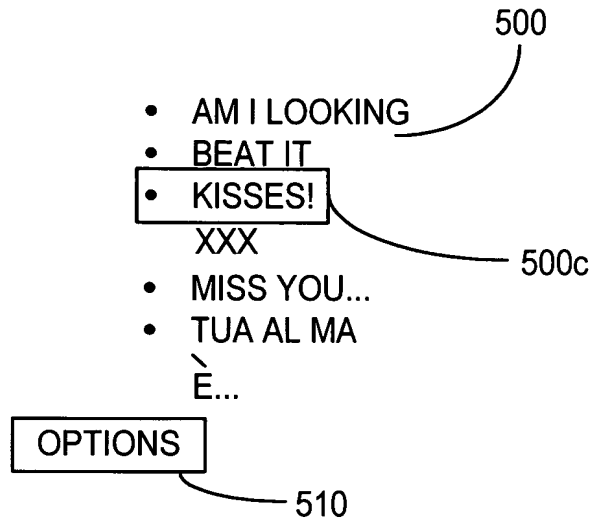 500
• AM I LOOKING
• BEAT IT
• KISSES!
XXX
500c
• MISS YOU...
• TUA AL MA
È...
OPTIONS
510